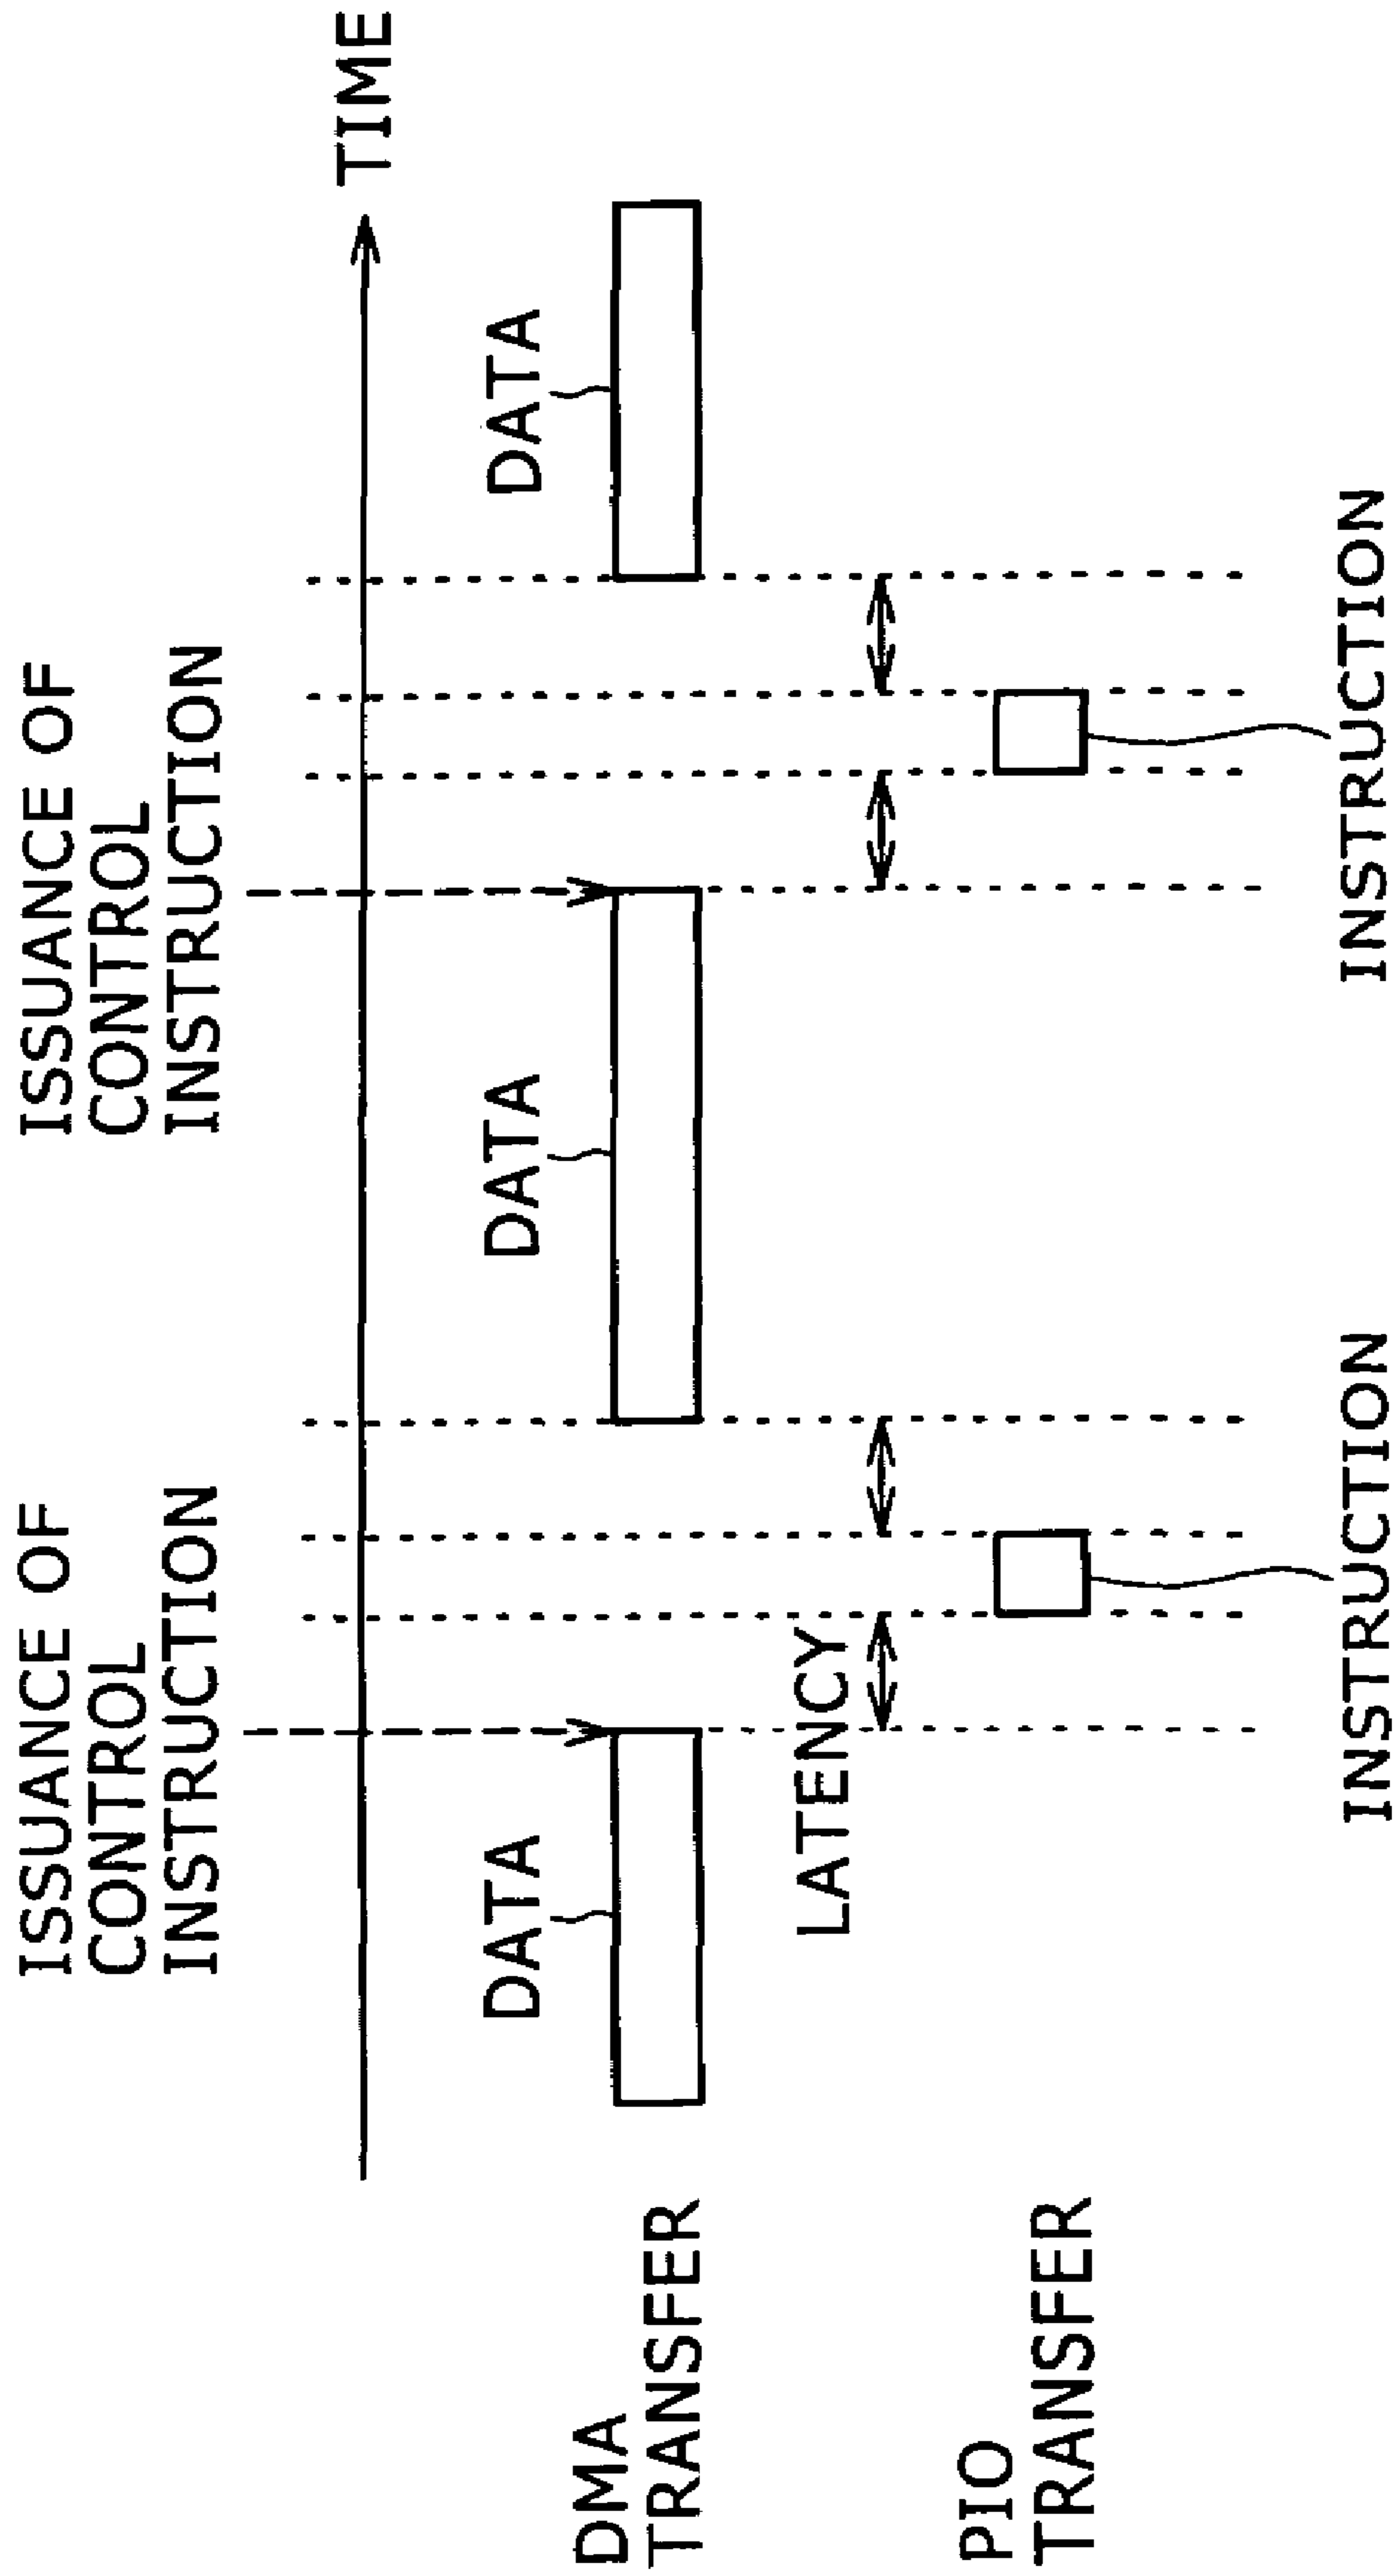 ISSUANCE OF
CONTROL
INSTRUCTION
ISSUANCE OF
CONTROL
INSTRUCTION
TIME
DMA
TRANSFER
DATA
DATA
DATA
LATENCY
PIO
TRANSFER
INSTRUCTION
INSTRUCTION